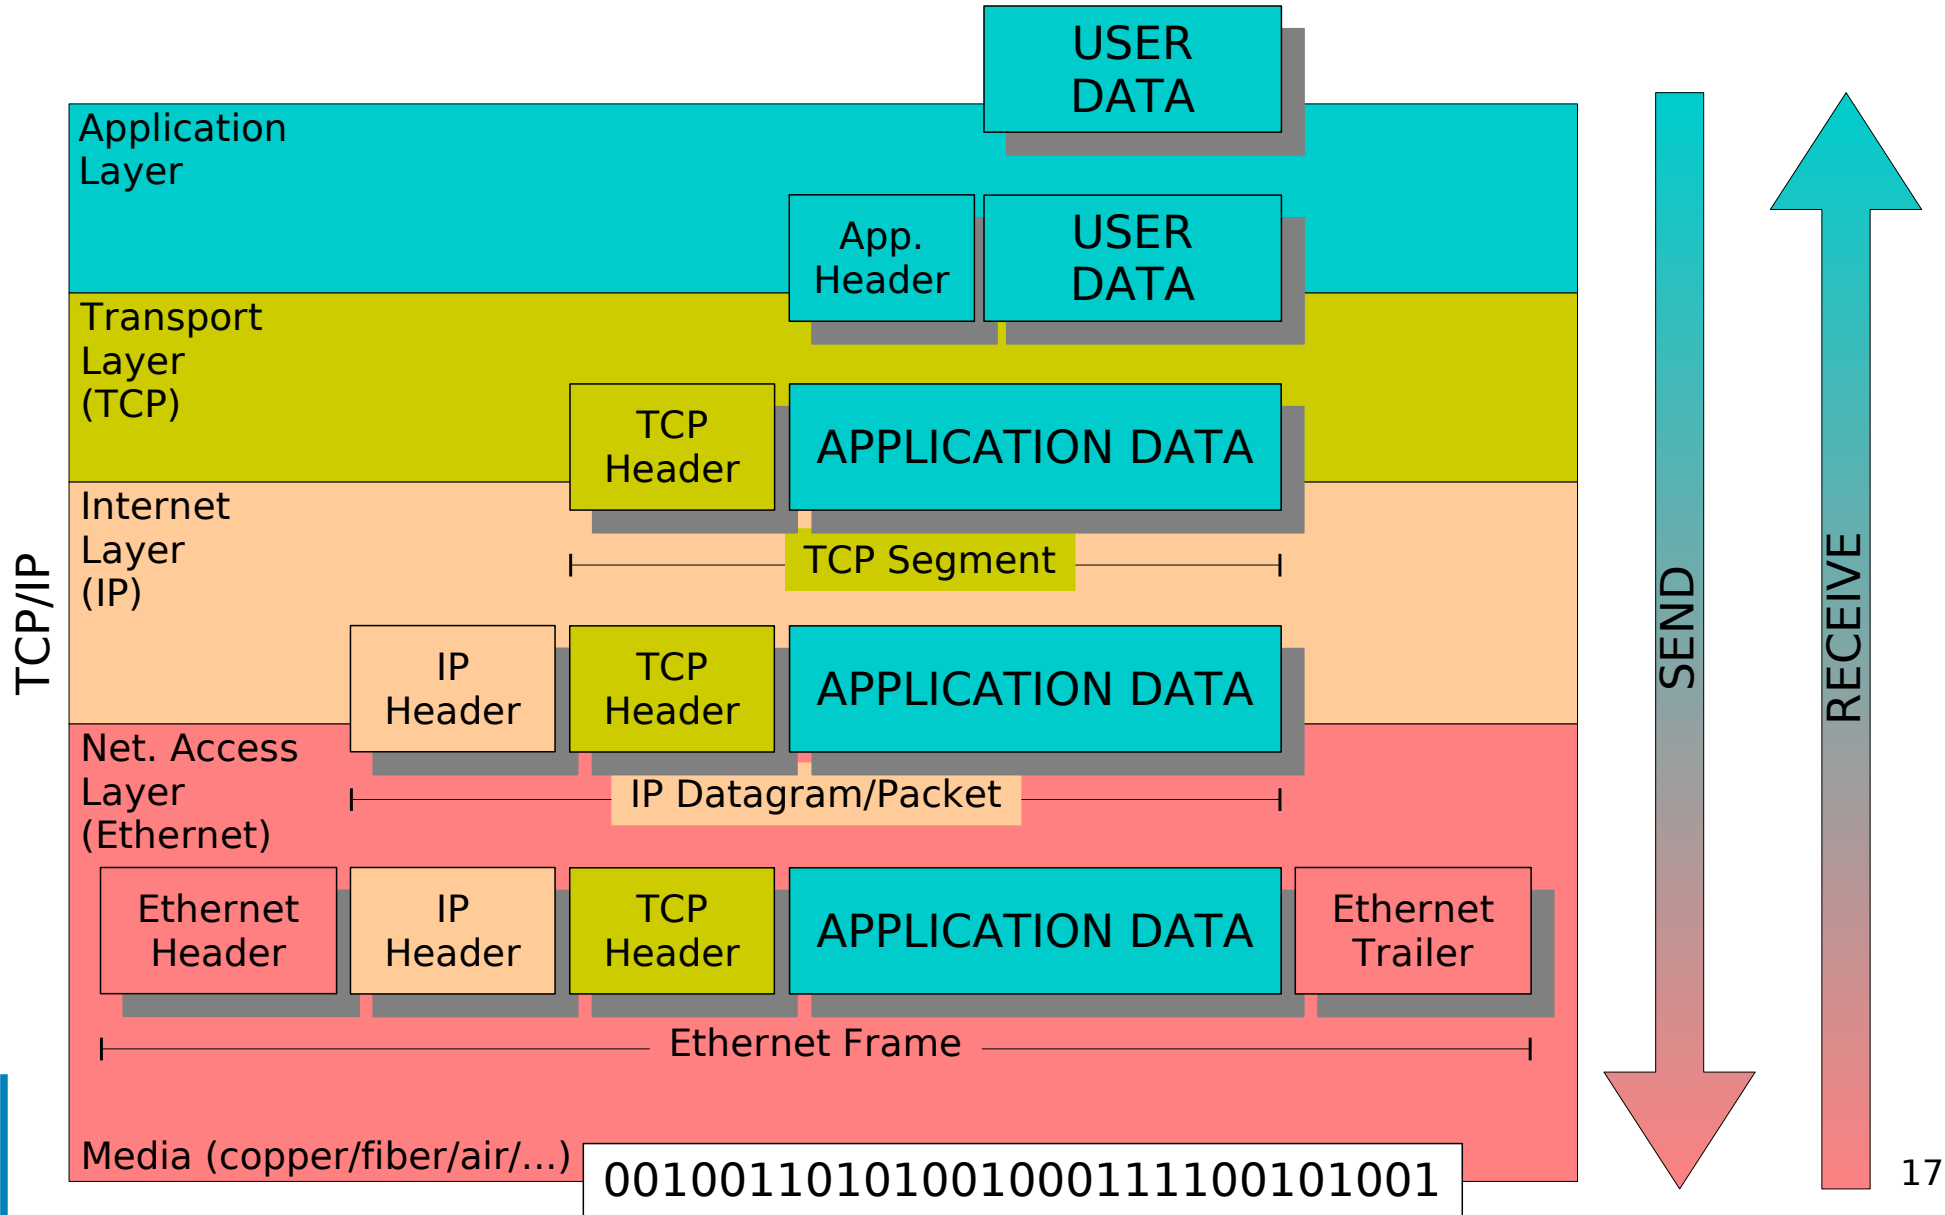 USER
DATA
Application
Layer
App.
Header
USER
DATA
Transport
Layer
(TCP)
TCP
Header
APPLICATION DATA
Internet
Layer
(IP)
TCP Segment
TCP/IP
IP
Header
TCP
Header
APPLICATION DATA
Net. Access
Layer
(Ethernet)
IP Datagram/Packet
Ethernet
Header
IP
Header
TCP
Header
APPLICATION DATA
Ethernet
Trailer
Ethernet Frame
Media (copper/fiber/air/...)
00100110101001000111100101001
SEND
RECEIVE
17